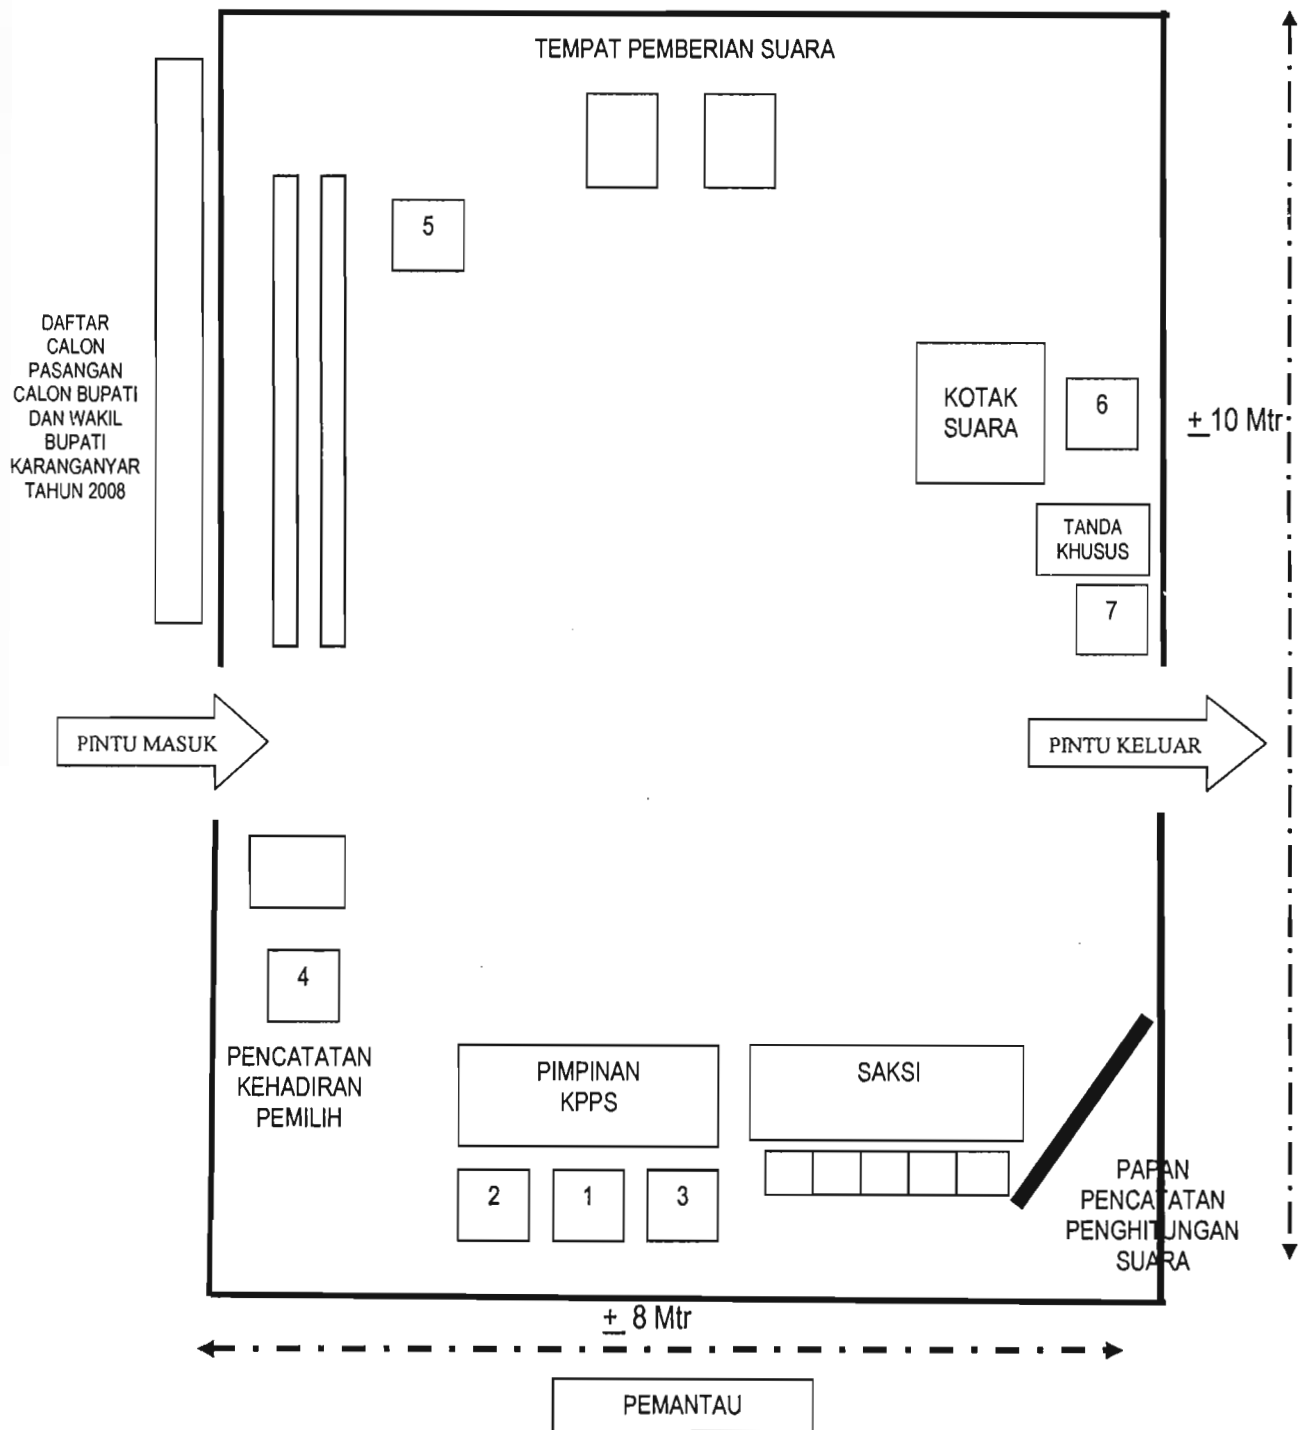 TEMPAT PEMBERIAN SUARA
5
DAFTAR
CALON
PASANGAN
CALON BUPATI
DAN WAKIL
BUPATI
KARANGANYAR
TAHUN 2008
KOTAK
SUARA
6
+ 10 Mtr
TANDA
KHUSUS
7
PINTU MASUK
PINTU KELUAR
4
PENCATATAN
KEHADIRAN
PEMILIH
PIMPINAN
KPPS
SAKSI
2
1
3
PAPAN
PENCATATAN
PENGHITUNGAN
SUARA
+ 8 Mtr
PEMANTAU